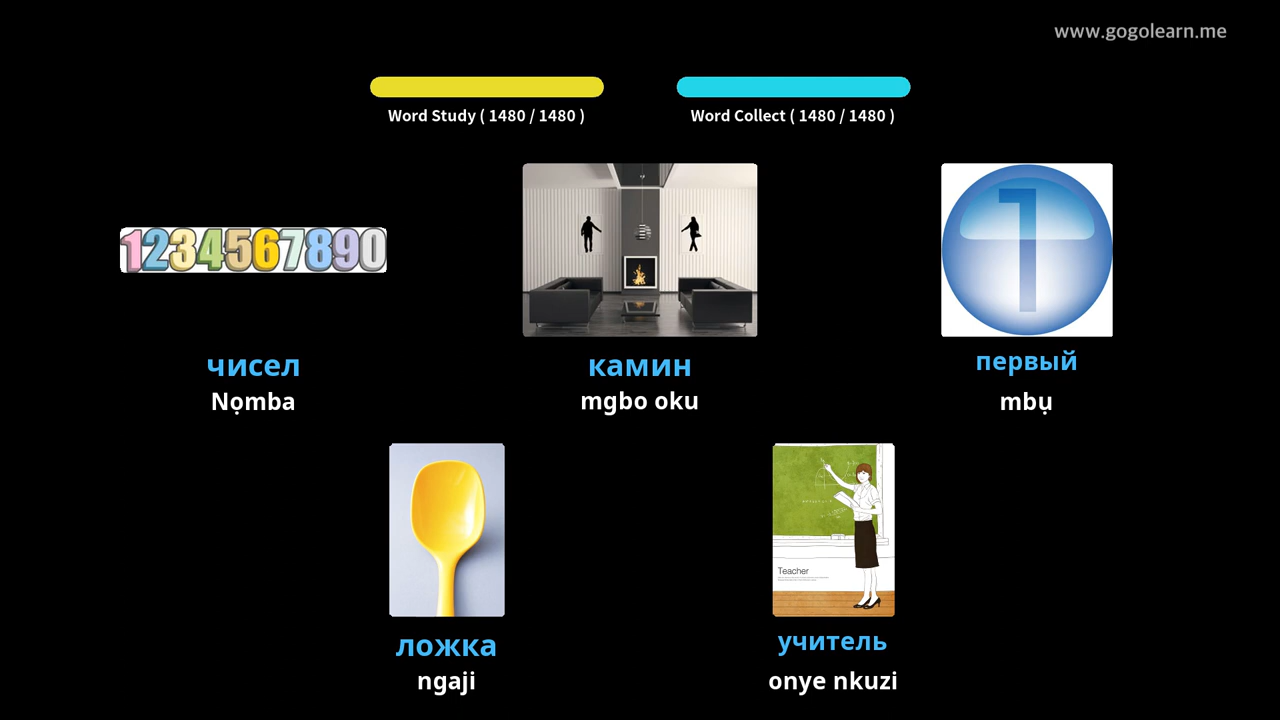 www.gogolearn.me
Word Study ( 1480 / 1480 )
Word Collect ( 1480 / 1480 )
1234567890
1
чисел
камин
первый
Nọmba
mgbo oku
mbụ
Teacher
ложка
учитель
ngaji
onye nkuzi